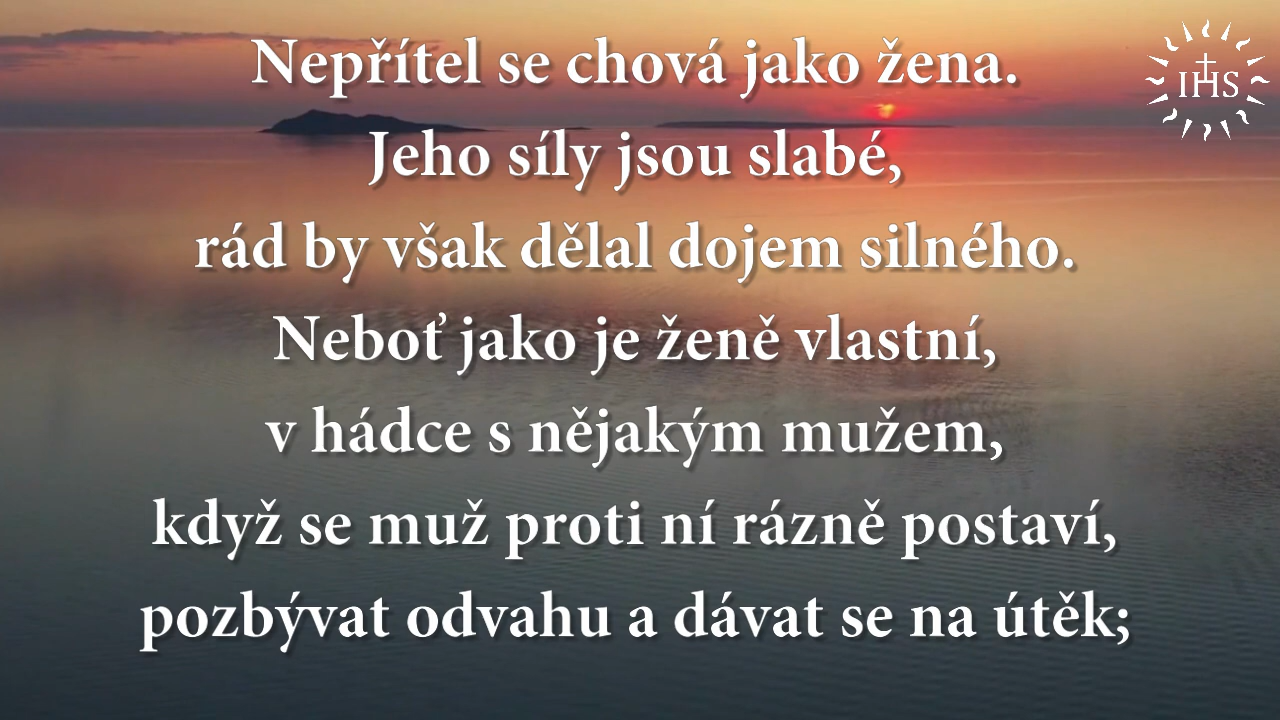 Nepřítel se chová jako žena.
IHS
Jeho síly jsou slabé,
rád by však dělal dojem silného.
Neboť jako je ženě vlastní,
v hádce s nějakým mužem,
když se muž proti ní rázně postaví,
pozbývat odvahu a dávat se na útěk;